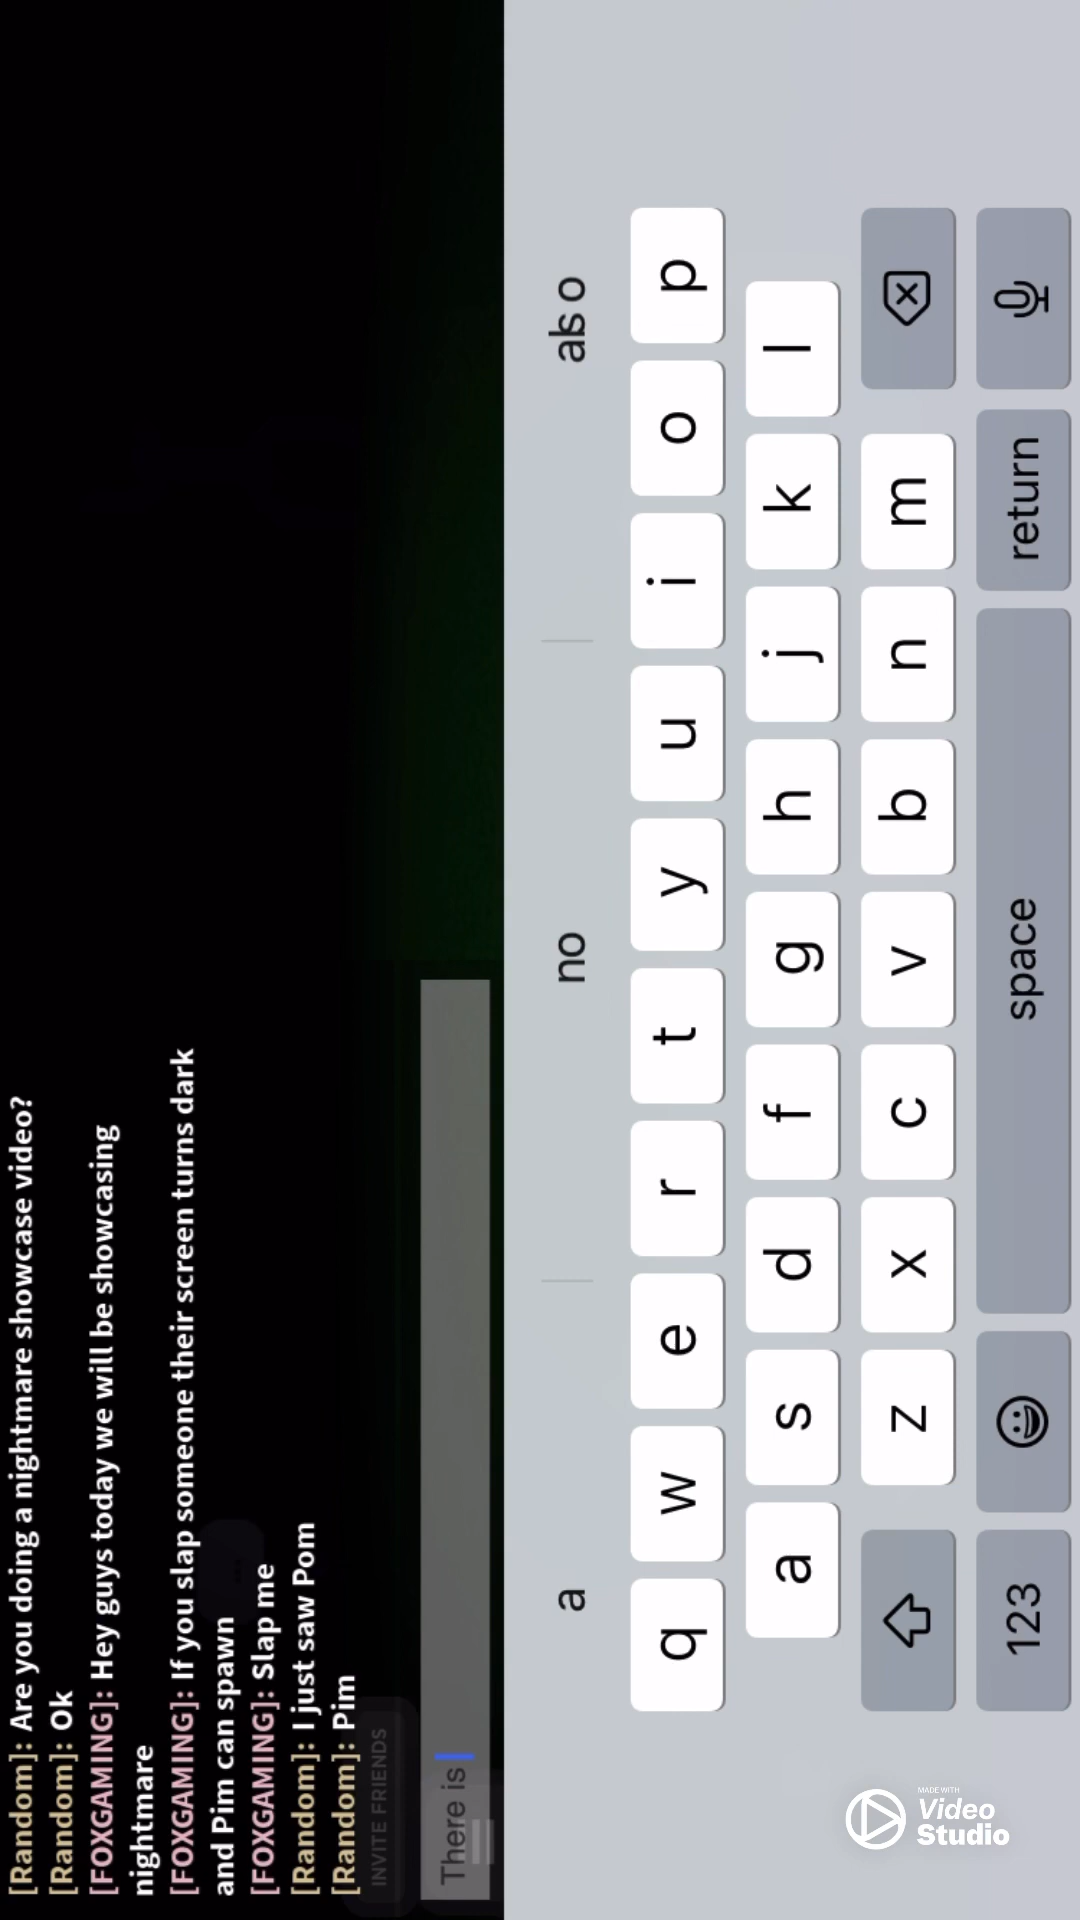 [Random]: Are you doing a nightmare showcase video?
[Random]: Ok
[FOXGAMING]: Hey guys today we will be showcasing
nightmare
[FOXGAMING]: If you slap someone their screen turns dark
and Pim can spawn
[FOXGAMING]: Slap me
[Random]: I just saw Pom
[Random]: Pim
INVITE FRIENDS
There is
a no also
q w e r t y u i o p
a s d f g h j k l
z x c v b n m
123 space return
MADE WITH
Video
Studio